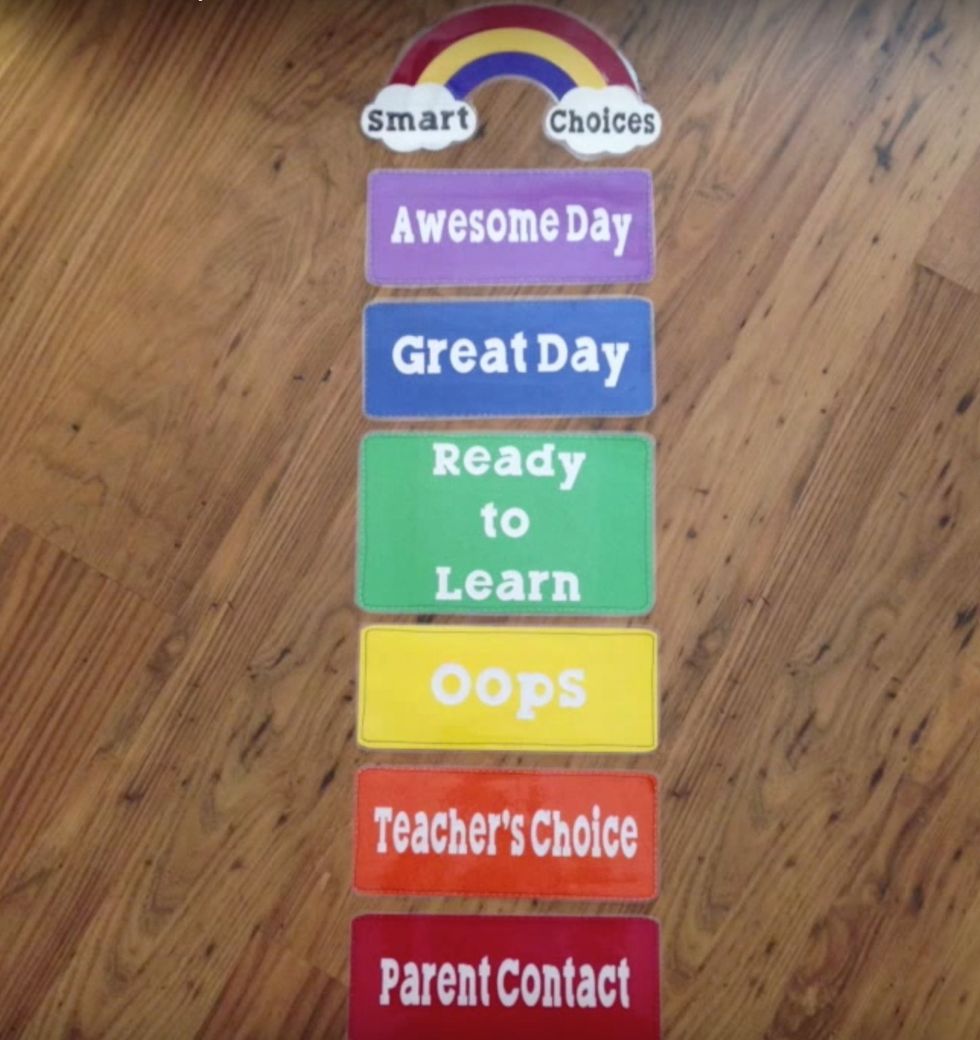 Smart Choices
Awesome Day
Great Day
Ready
to
Learn
Oops
Teacher's Choice
Parent Contact